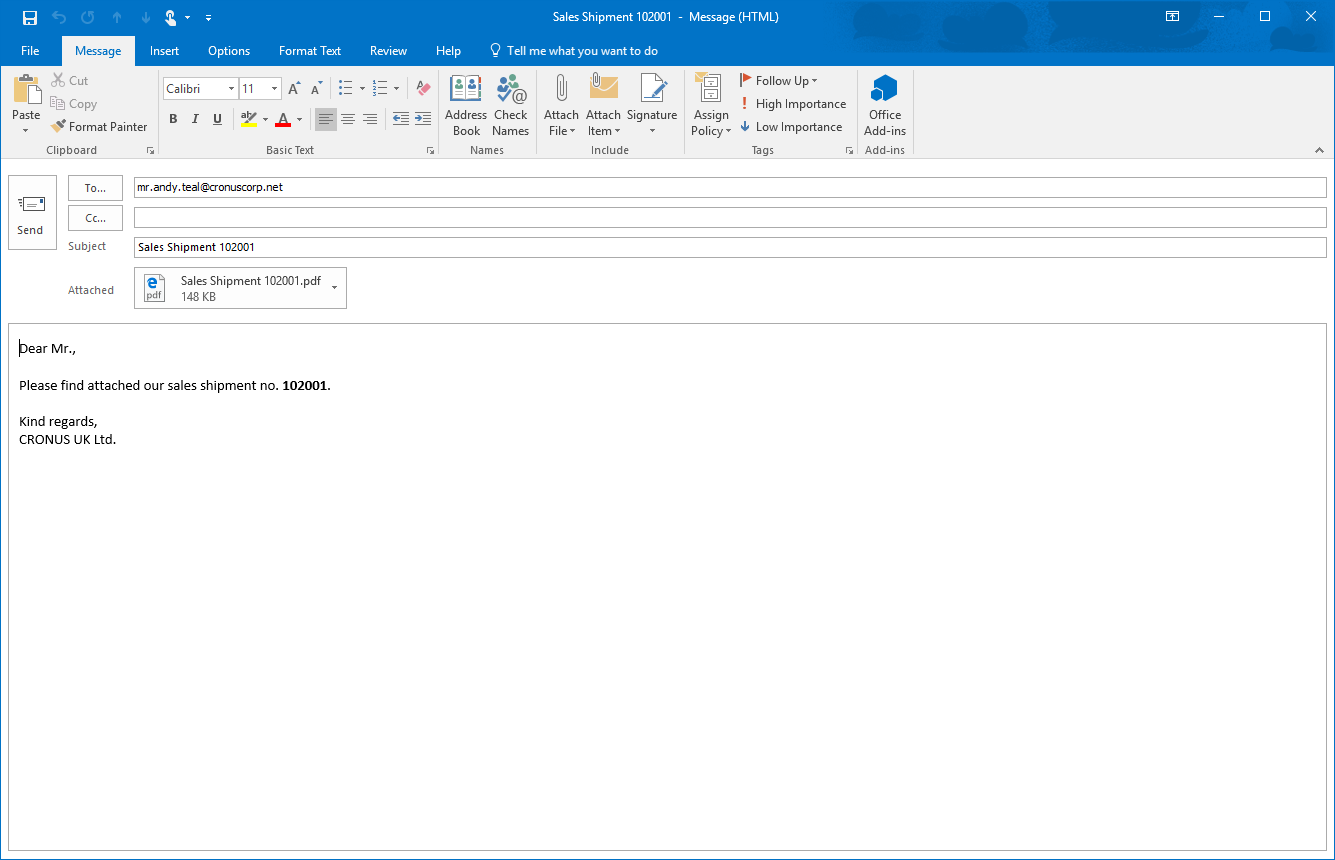 Sales Shipment 102001 - Message (HTML)
File Message Insert Options Format Text Review Help Tell me what you want to do
Paste
Cut
Copy
Format Painter
Clipboard
Calibri 11 A A
B I U ab A
Basic Text
Address Book
Check Names
Names
Attach File
Attach Item
Signature
Include
Assign Policy
Follow Up
! High Importance
Low Importance
Tags
Office Add-ins
Add-ins
Send
To... mr.andy.teal@cronuscorp.net
Cc...
Subject Sales Shipment 102001
Attached Sales Shipment 102001.pdf
pdf 148 KB
Dear Mr.,
Please find attached our sales shipment no. 102001.
Kind regards,
CRONUS UK Ltd.